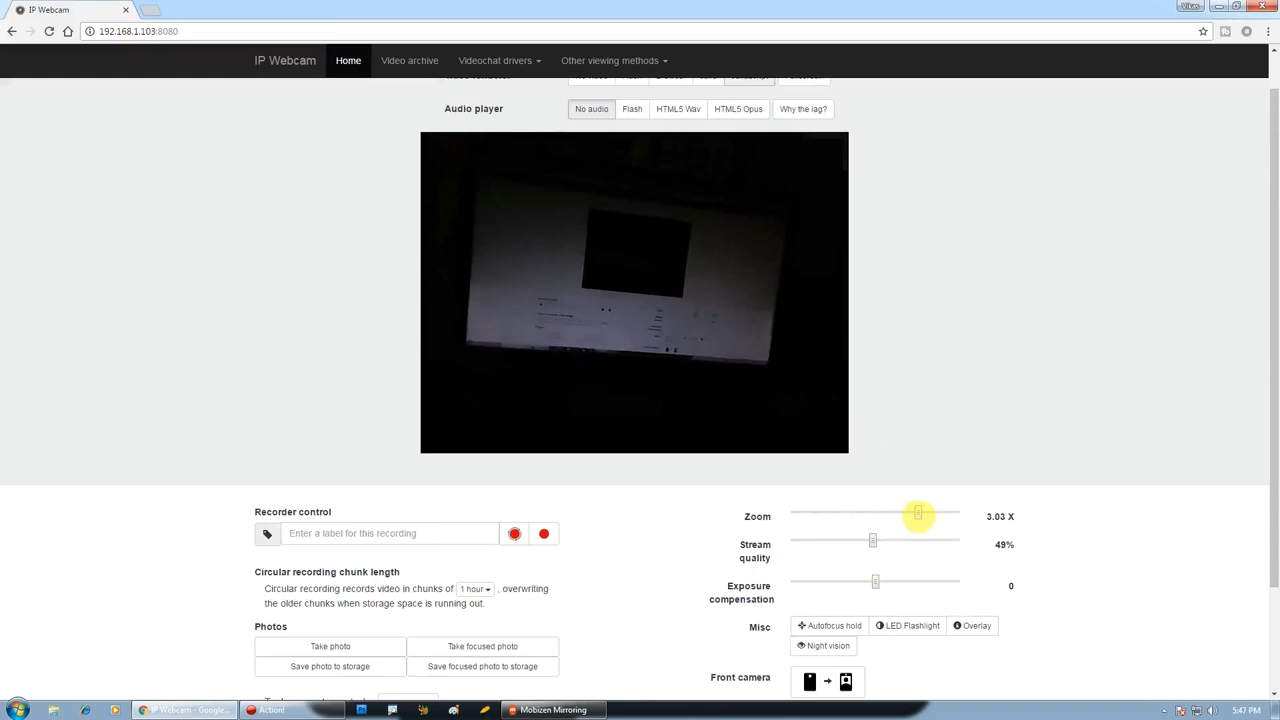 IP Webcam
Vikas
192.168.1.103:8080
IP Webcam Home Video archive Videochat drivers Other viewing methods
Audio player No audio Flash HTML5 Wav HTML5 Opus Why the lag?
Recorder control
Enter a label for this recording
Circular recording chunk length
Circular recording records video in chunks of 1 hour , overwriting
the older chunks when storage space is running out.
Photos
Take photo Take focused photo
Save photo to storage Save focused photo to storage
Zoom 3.03 X
Stream
quality 49%
Exposure
compensation 0
Misc Autofocus hold LED Flashlight Overlay
Night vision
Front camera
IP Webcam - Google... Action! Mobizen Mirroring 5:47 PM